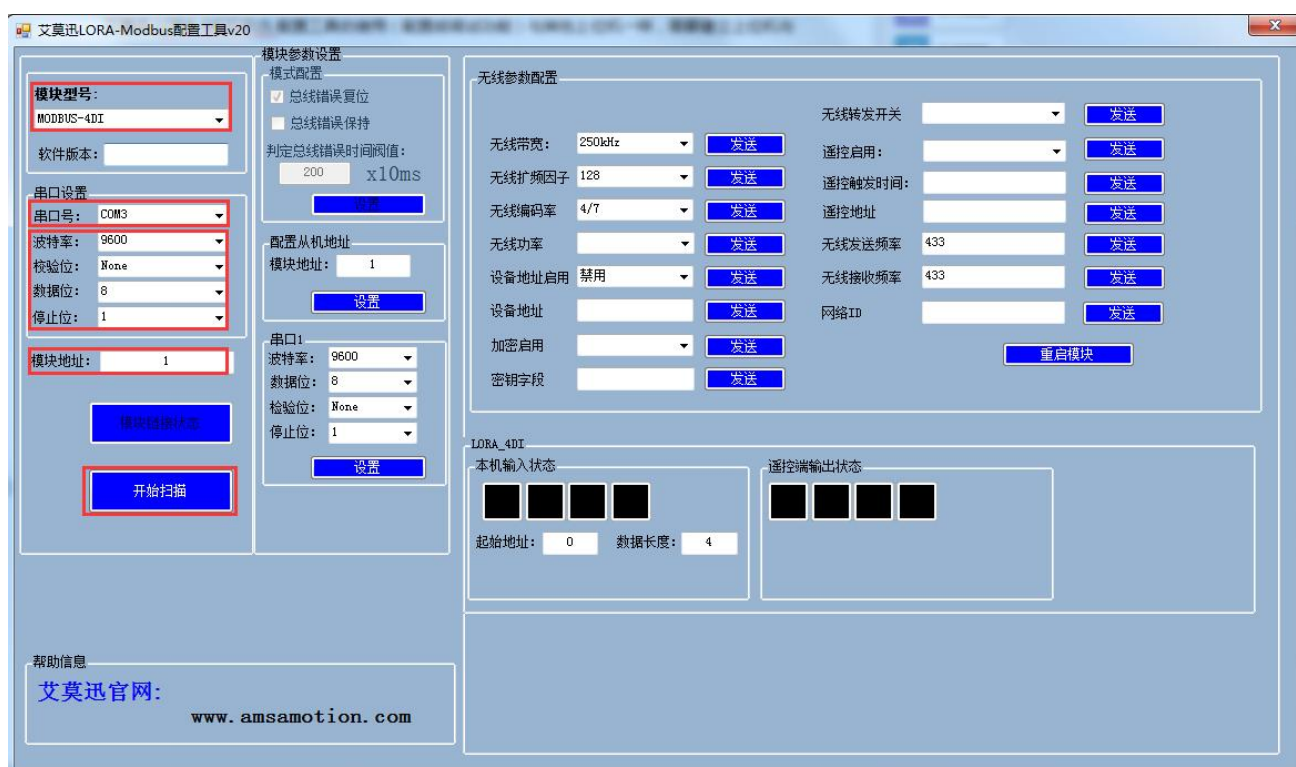 艾莫迅LORA-Modbus配置工具v20
模块型号:
MODBUS-4DI
软件版本:
串口设置
串口号: COM3
波特率: 9600
校验位: None
数据位: 8
停止位: 1
模块地址: 1
模块链接状态
开始扫描
模块参数设置
模式配置
总线错误复位
总线错误保持
判定总线错误时间阀值:
200 x10ms
设置
配置从机地址
模块地址: 1
设置
串口1
波特率: 9600
数据位: 8
检验位: None
停止位: 1
设置
无线参数配置
无线带宽: 250kHz 发送
无线扩频因子 128 发送
无线编码率 4/7 发送
无线功率 发送
设备地址启用 禁用 发送
设备地址 发送
加密启用 发送
密钥字段 发送
无线转发开关 发送
遥控启用: 发送
遥控触发时间: 发送
遥控地址 发送
无线发送频率 433 发送
无线接收频率 433 发送
网络ID 发送
重启模块
LORA_4DI
本机输入状态
起始地址: 0 数据长度: 4
遥控端输出状态
帮助信息
艾莫迅官网:
www.amsamotion.com